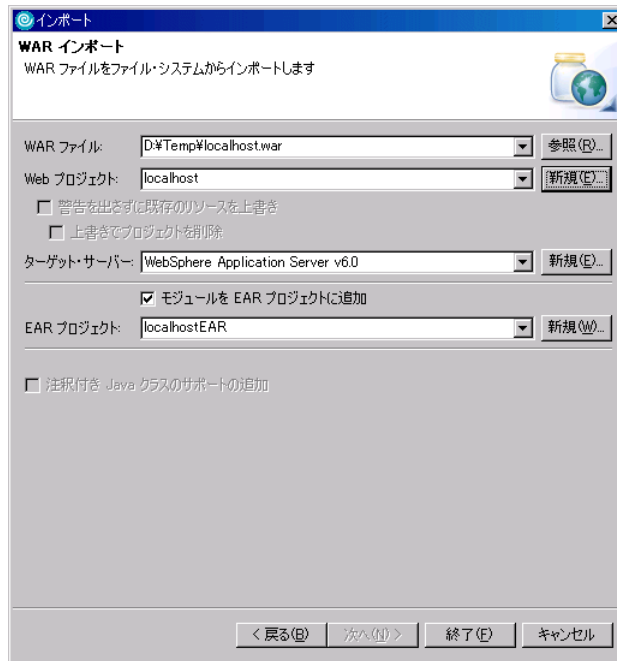 インポート
WAR インポート
WAR ファイルをファイル・システムからインポートします
WAR ファイル: D:¥Temp¥localhost.war 参照(R)...
Web プロジェクト: localhost 新規(E)...
警告を出さずに既存のリソースを上書き
上書きでプロジェクトを削除
ターゲット・サーバー: WebSphere Application Server v6.0 新規(E)...
モジュールを EAR プロジェクトに追加
EAR プロジェクト: localhostEAR 新規(W)...
注釈付き Java クラスのサポートの追加
< 戻る(B) 次へ(N) > 終了(F) キャンセル